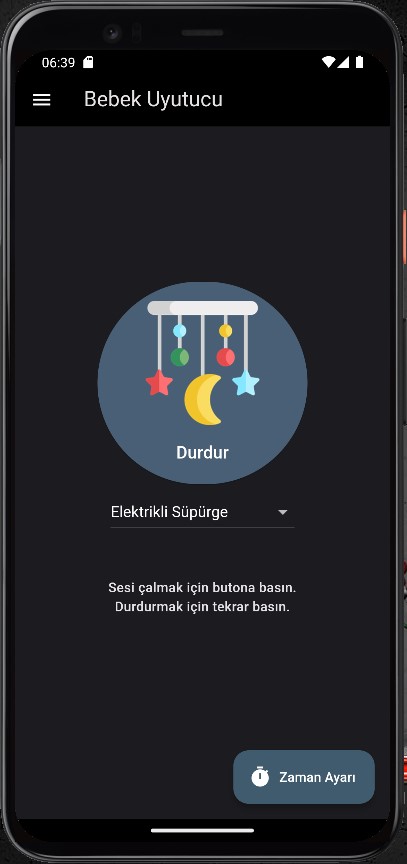 06:39
Bebek Uyutucu
Durdur
Elektrikli Süpürge
Sesi çalmak için butona basın.
Durdurmak için tekrar basın.
Zaman Ayarı